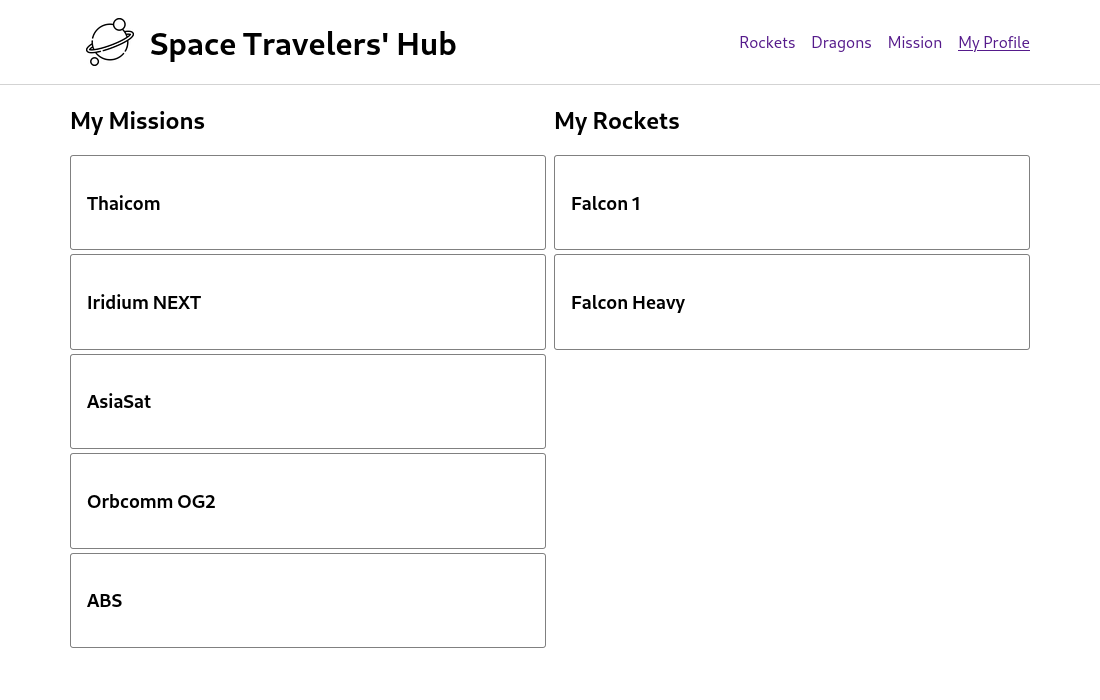 Space Travelers' Hub
Rockets Dragons Mission My Profile
My Missions
Thaicom
Iridium NEXT
AsiaSat
Orbcomm OG2
ABS
My Rockets
Falcon 1
Falcon Heavy